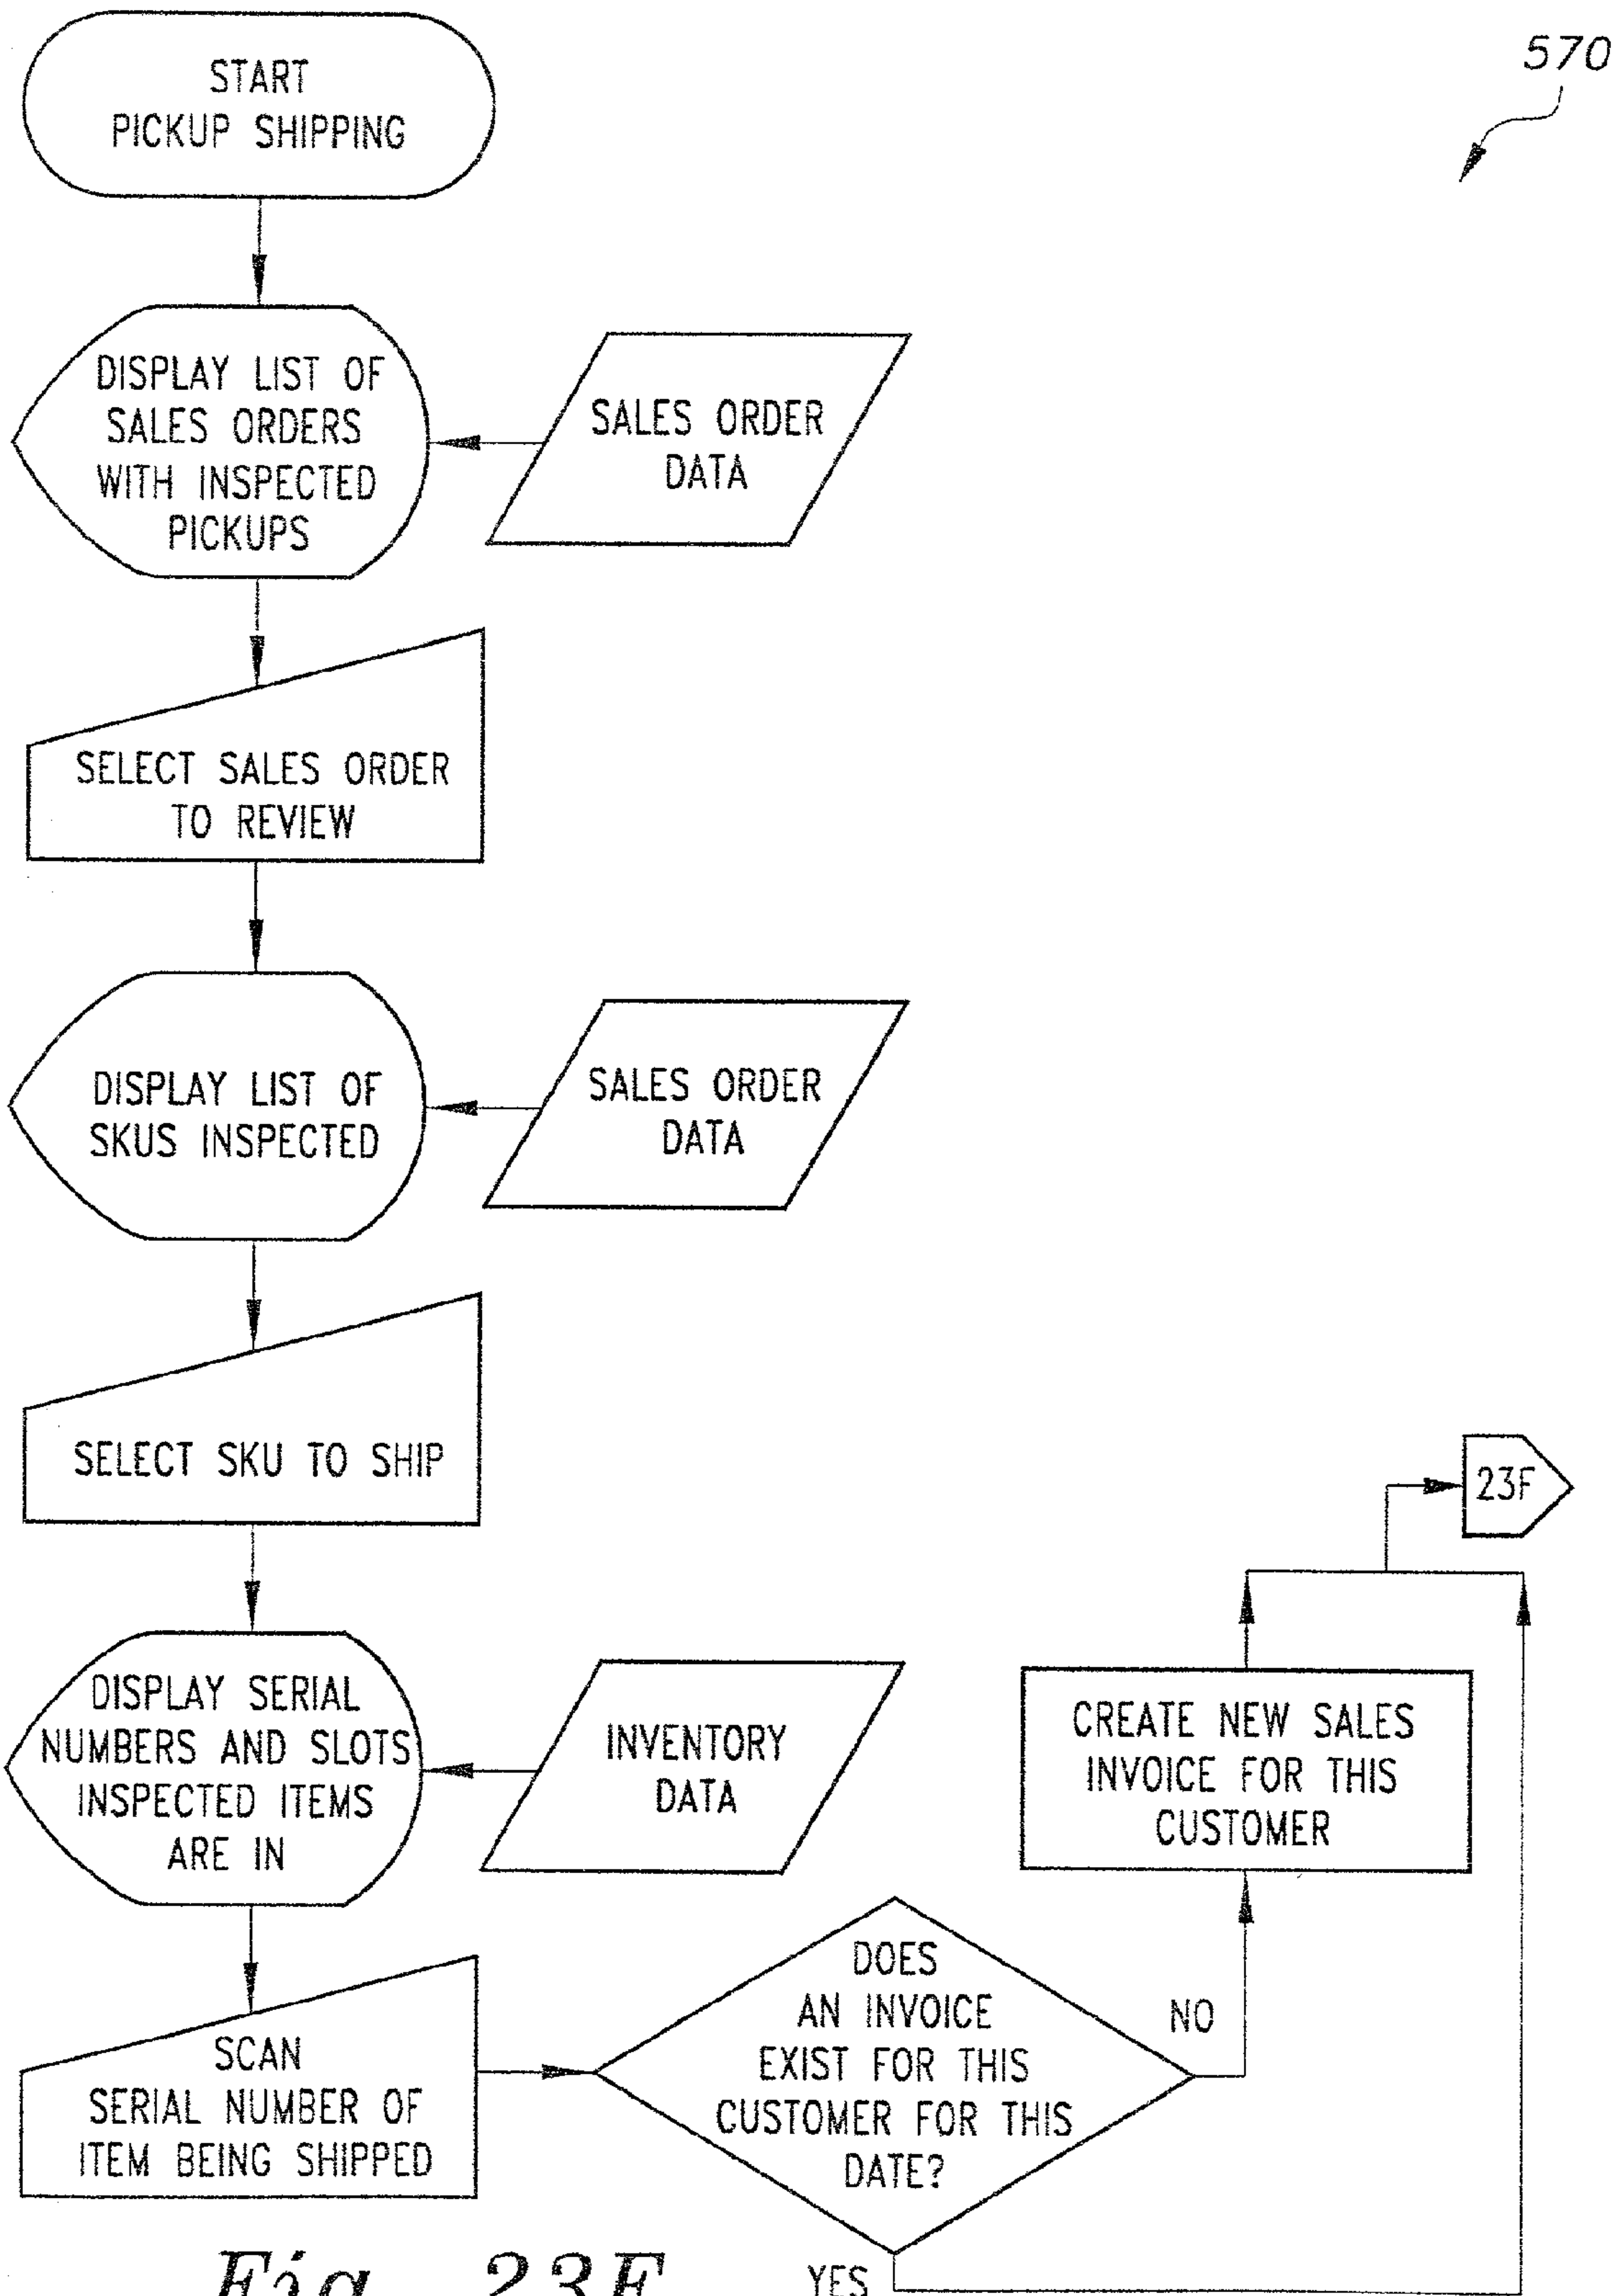 570
START
PICKUP SHIPPING
DISPLAY LIST OF
SALES ORDERS
WITH INSPECTED
PICKUPS
SALES ORDER
DATA
SELECT SALES ORDER
TO REVIEW
DISPLAY LIST OF
SKUS INSPECTED
SALES ORDER
DATA
SELECT SKU TO SHIP
23F
DISPLAY SERIAL
NUMBERS AND SLOTS
INSPECTED ITEMS
ARE IN
INVENTORY
DATA
CREATE NEW SALES
INVOICE FOR THIS
CUSTOMER
SCAN
SERIAL NUMBER OF
ITEM BEING SHIPPED
DOES
AN INVOICE
EXIST FOR THIS
CUSTOMER FOR THIS
DATE?
NO
YES
Fig. 23E